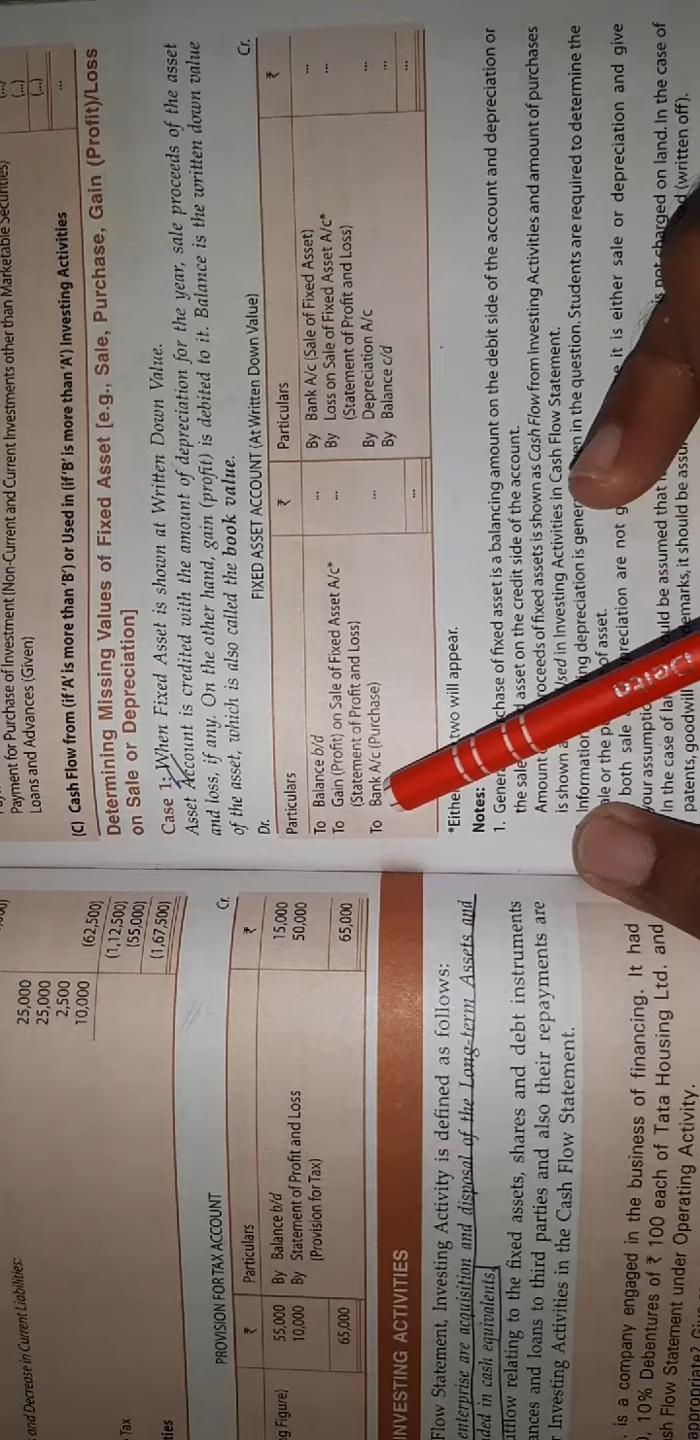 25,000
25,000
2,500
10,000
(62,500)
(1,12,500)
(55,000)
(1,67,500)
and Decrease in Current Liabilities:
Tax
PROVISION FOR TAX ACCOUNT
Cr.
₹ Particulars ₹
55,000 By Balance b/d 15,000
10,000 By Statement of Profit and Loss 50,000
(Provision for Tax)
65,000 65,000
Figure)
INVESTING ACTIVITIES
Flow Statement, Investing Activity is defined as follows:
enterprise are acquisition and disposal of the Long-term Assets and
in cash equivalents.
relating to the fixed assets, shares and debt instruments
and loans to third parties and also their repayments are
Investing Activities in the Cash Flow Statement.
is a company engaged in the business of financing. It had
10% Debentures of ₹ 100 each of Tata Housing Ltd. and
Flow Statement under Operating Activity.
appropriate?
Payment for Purchase of Investment (Non-Current and Current Investments other than Marketable Securities) (...)
Loans and Advances (Given) (...)
(C) Cash Flow from (if 'A' is more than 'B') or Used in (if 'B' is more than 'A') Investing Activities ...
Determining Missing Values of Fixed Asset [e.g., Sale, Purchase, Gain (Profit)/Loss
on Sale or Depreciation]
Case 1: When Fixed Asset is shown at Written Down Value.
Asset Account is credited with the amount of depreciation for the year, sale proceeds of the asset
and loss, if any. On the other hand, gain (profit) is debited to it. Balance is the written down value
of the asset, which is also called the book value.
FIXED ASSET ACCOUNT (At Written Down Value)
Dr. Cr.
Particulars ₹ Particulars ₹
To Balance b/d ... By Bank A/c (Sale of Fixed Asset) ...
To Gain (Profit) on Sale of Fixed Asset A/c* ... By Loss on Sale of Fixed Asset A/c* ...
(Statement of Profit and Loss) (Statement of Profit and Loss)
To Bank A/c (Purchase) ... By Depreciation A/c ...
By Balance c/d ...
... ...
two will appear.
Notes:
1. chase of fixed asset is a balancing amount on the debit side of the account and depreciation or
the sale asset on the credit side of the account.
Amount roceeds of fixed assets is shown as Cash Flow from Investing Activities and amount of purchases
is shown sed in Investing Activities in Cash Flow Statement.
Information ing depreciation is gener en in the question. Students are required to determine the
of asset.
both sale preciation are not it is either sale or depreciation and give
your assumptio
In the case of lan ould be assumed that is not charged on land. In the case of
patents, goodwill demarks, it should be assu (written off).
Delta